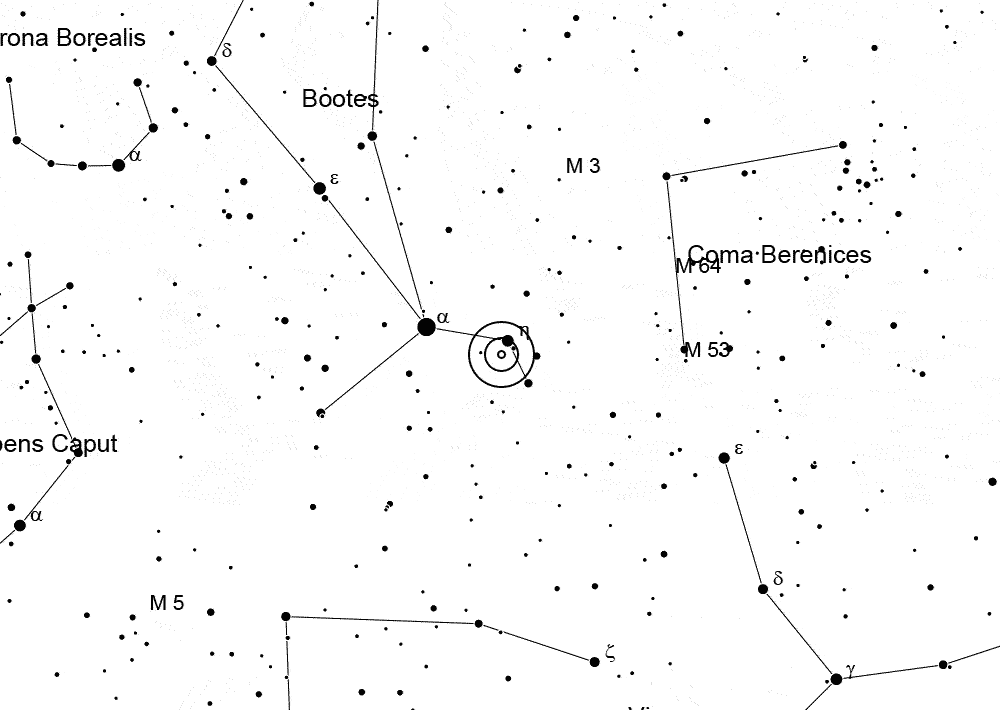 rona Borealis
δ
Bootes
α
M 3
ε
Coma Berenices
M 64
α
η
M 53
pens Caput
ε
α
δ
M 5
ζ
γ